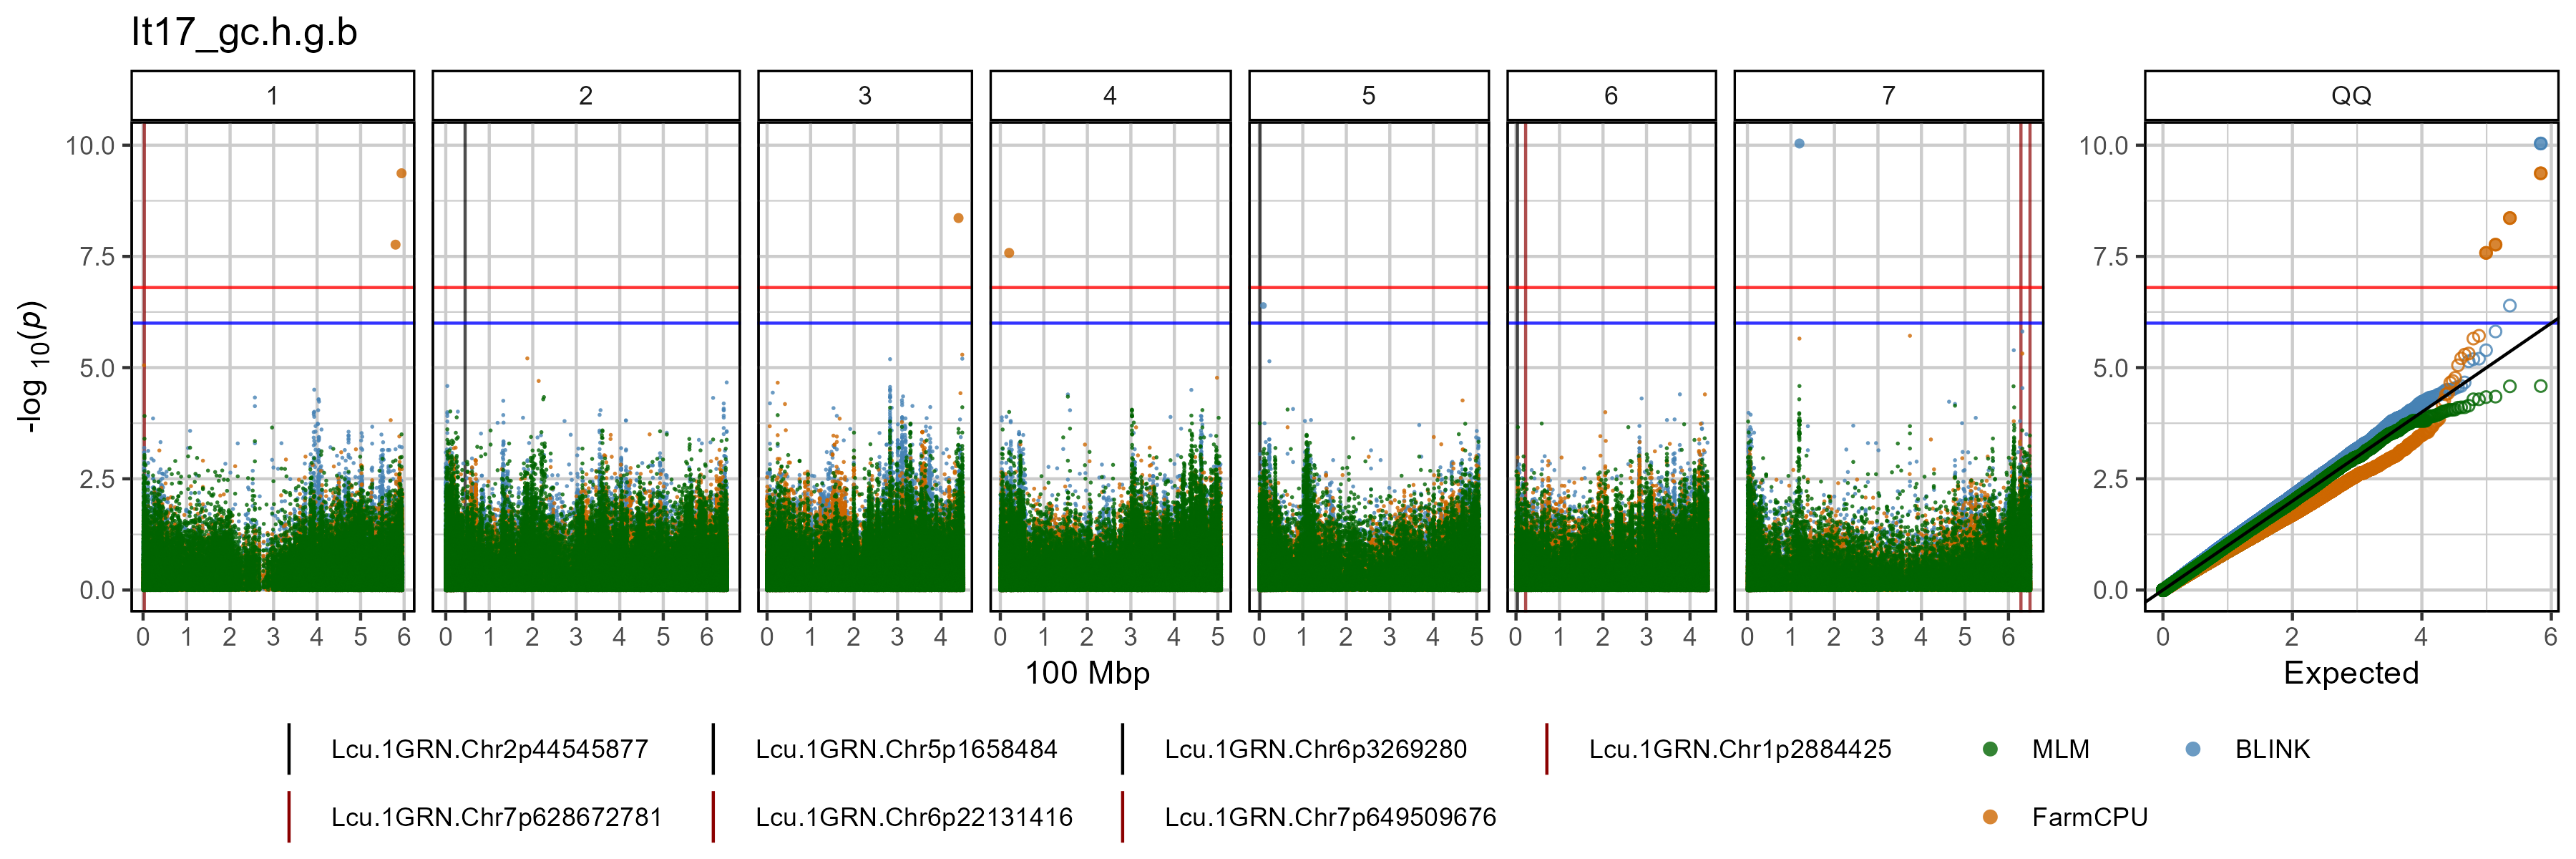 It17_gc.h.g.b
1 2 3 4 5 6 7 QQ
10.0 7.5 5.0 2.5 0.0
-log 10(p)
10.0 7.5 5.0 2.5 0.0
0 1 2 3 4 5 6 0 1 2 3 4 5 6 0 1 2 3 4 0 1 2 3 4 5 0 1 2 3 4 5 0 1 2 3 4 0 1 2 3 4 5 6 0 2 4 6
100 Mbp Expected
Lcu.1GRN.Chr2p44545877 Lcu.1GRN.Chr5p1658484 Lcu.1GRN.Chr6p3269280 Lcu.1GRN.Chr1p2884425 MLM BLINK
Lcu.1GRN.Chr7p628672781 Lcu.1GRN.Chr6p22131416 Lcu.1GRN.Chr7p649509676 FarmCPU